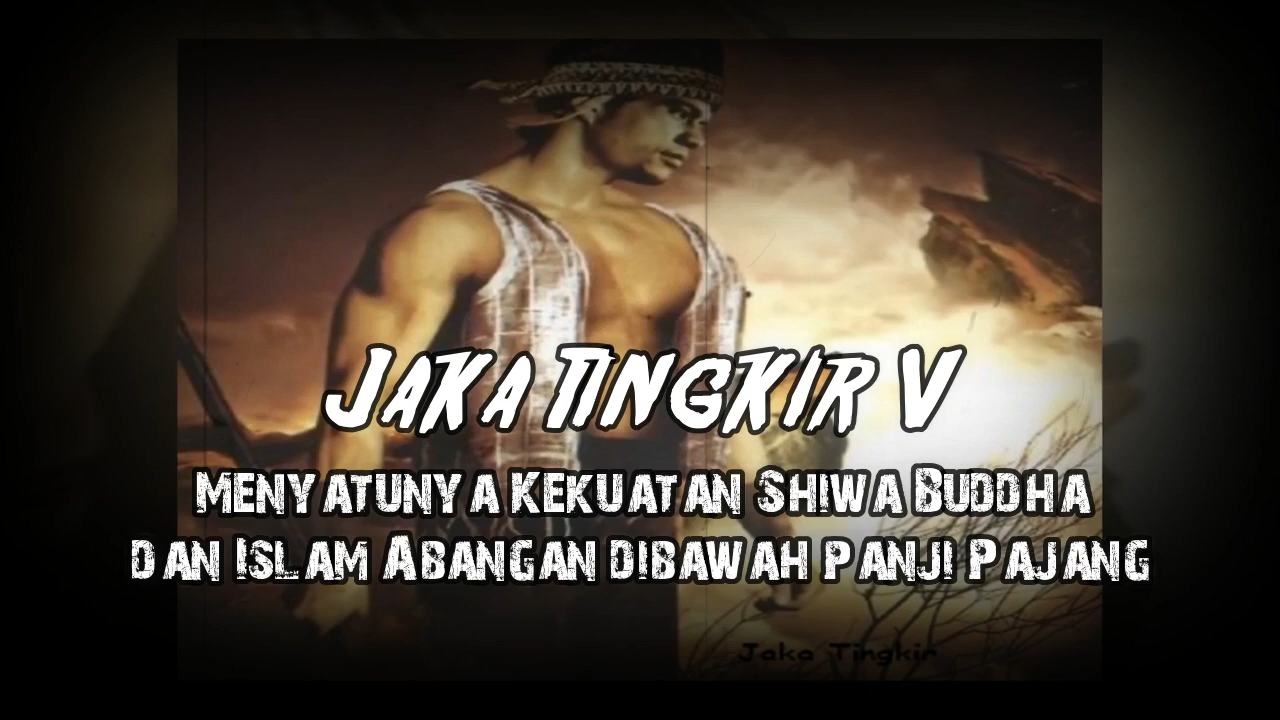 Jaka Tingkir V
Menyatunya Kekuatan Shiwa Buddha
dan Islam Abangan dibawah panji Pajang
Jaka Tingkir